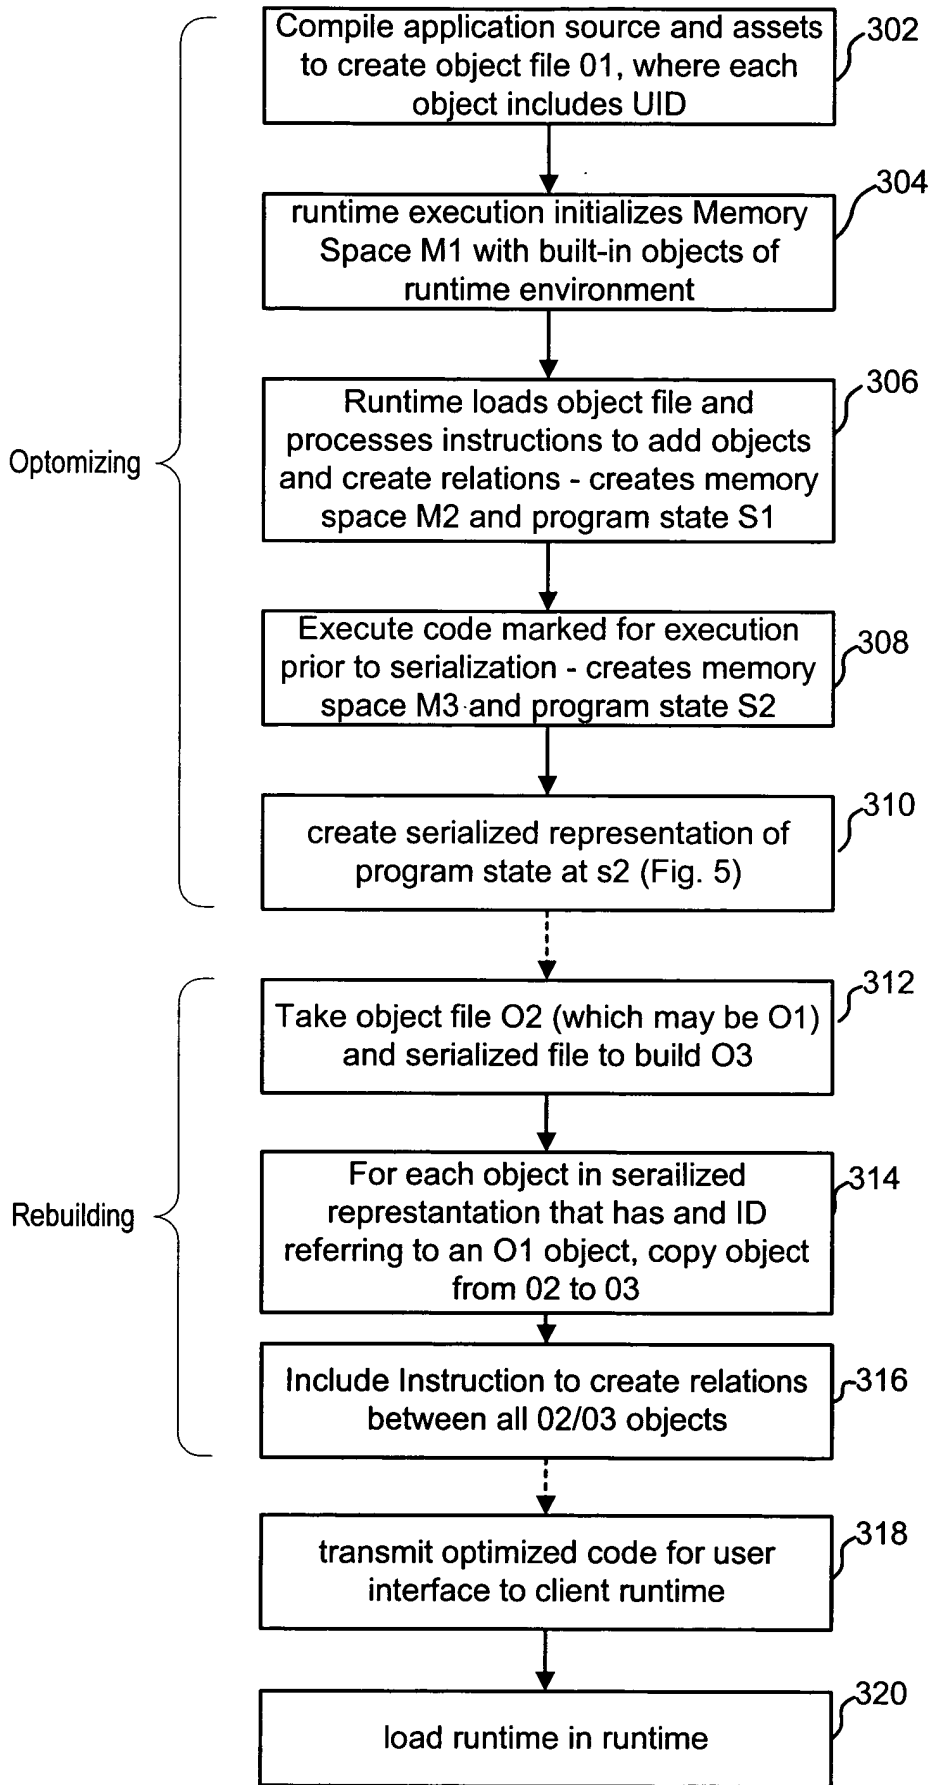 Compile application source and assets
to create object file 01, where each
object includes UID
302
runtime execution initializes Memory
Space M1 with built-in objects of
runtime environment
304
Runtime loads object file and
processes instructions to add objects
and create relations - creates memory
space M2 and program state S1
306
Optomizing
Execute code marked for execution
prior to serialization - creates memory
space M3 and program state S2
308
create serialized representation of
program state at s2 (Fig. 5)
310
Take object file O2 (which may be O1)
and serialized file to build O3
312
For each object in serailized
represtantation that has and ID
referring to an O1 object, copy object
from 02 to 03
314
Rebuilding
Include Instruction to create relations
between all 02/03 objects
316
transmit optimized code for user
interface to client runtime
318
load runtime in runtime
320